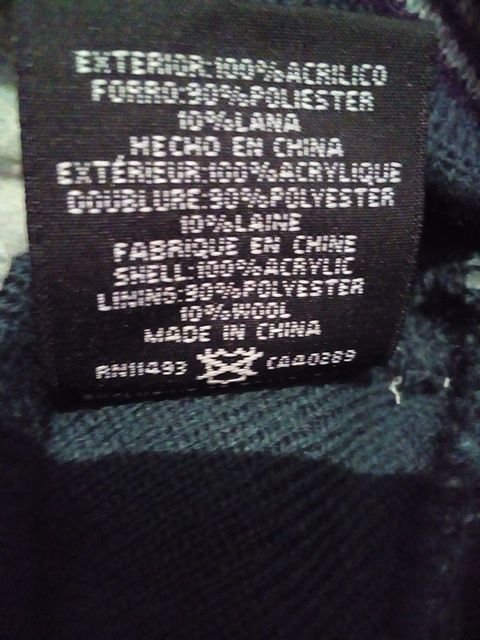 EXTERIOR:100%ACRILICO
FORRO:90%POLIESTER
10%LANA
HECHO EN CHINA
EXTÉRIEUR:100%ACRYLIQUE
DOUBLURE:90%POLYESTER
10%LAINE
FABRIQUE EN CHINE
SHELL:100%ACRYLIC
LINING:90%POLYESTER
10%WOOL
MADE IN CHINA
RN11493 CA40389